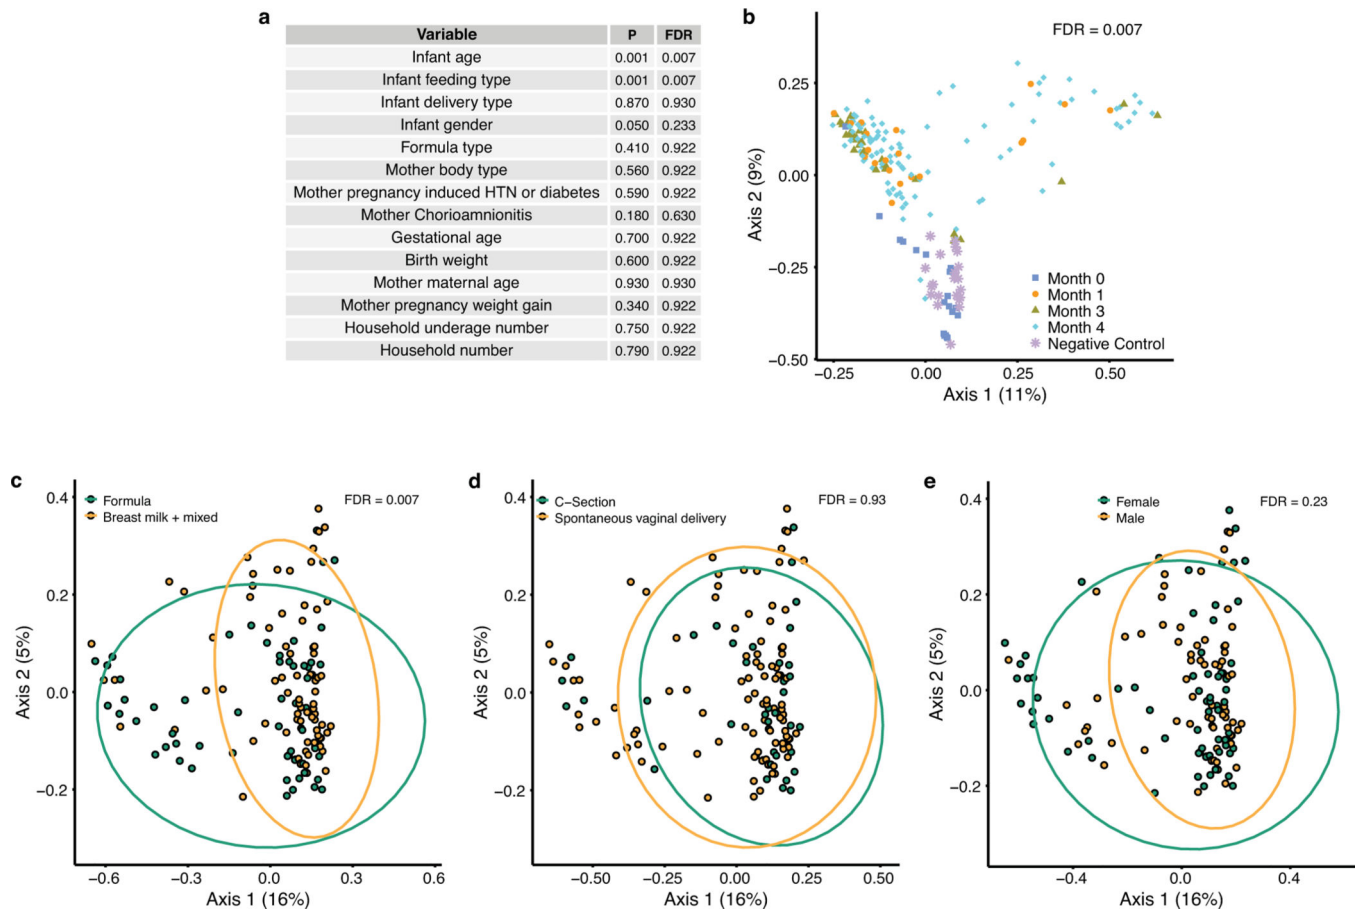 a
Variable P FDR
Infant age 0.001 0.007
Infant feeding type 0.001 0.007
Infant delivery type 0.870 0.930
Infant gender 0.050 0.233
Formula type 0.410 0.922
Mother body type 0.560 0.922
Mother pregnancy induced HTN or diabetes 0.590 0.922
Mother Chorioamnionitis 0.180 0.630
Gestational age 0.700 0.922
Birth weight 0.600 0.922
Mother maternal age 0.930 0.930
Mother pregnancy weight gain 0.340 0.922
Household underage number 0.750 0.922
Household number 0.790 0.922
b
FDR = 0.007
0.25
0.00
−0.25
−0.50
Axis 2 (9%)
Month 0
Month 1
Month 3
Month 4
Negative Control
−0.25 0.00 0.25 0.50
Axis 1 (11%)
c
Formula
Breast milk + mixed
FDR = 0.007
0.4
0.2
0.0
−0.2
Axis 2 (5%)
−0.6 −0.3 0.0 0.3 0.6
Axis 1 (16%)
d
C−Section
Spontaneous vaginal delivery
FDR = 0.93
0.4
0.2
0.0
−0.2
Axis 2 (5%)
−0.50 −0.25 0.00 0.25 0.50
Axis 1 (16%)
e
Female
Male
FDR = 0.23
0.4
0.2
0.0
−0.2
Axis 2 (5%)
−0.4 0.0 0.4
Axis 1 (16%)